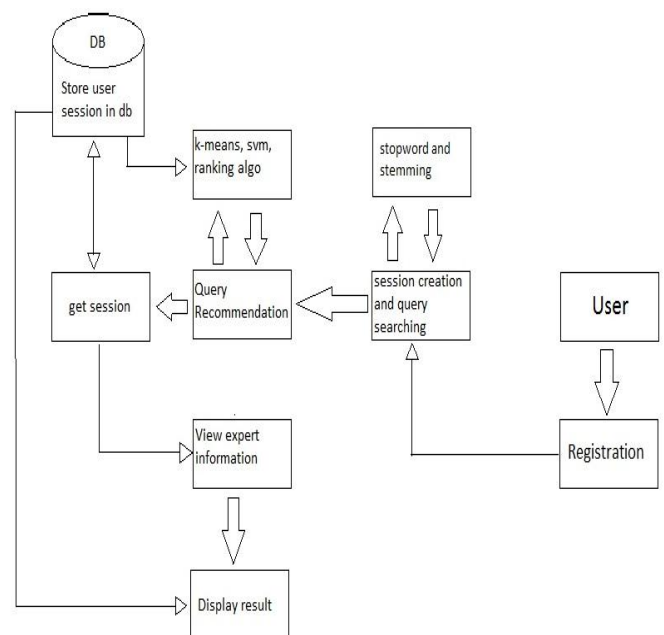 DB
Store user
session in db
k-means, svm,
ranking algo
stopword and
stemming
get session
Query
Recommendation
session creation
and query
searching
User
View expert
information
Registration
Display result